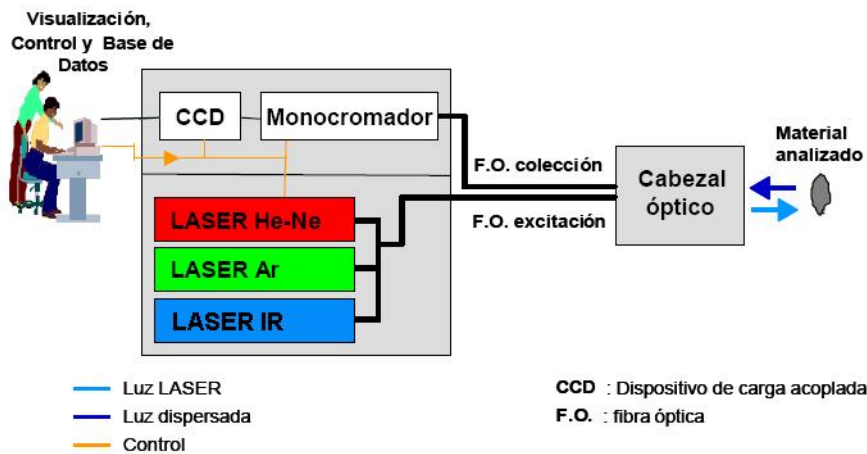 Visualización,
Control y Base de
Datos
CCD
Monocromador
F.O. colección
F.O. excitación
Cabezal
óptico
Material
analizado
LASER He-Ne
LASER Ar
LASER IR
Luz LASER
Luz dispersada
Control
CCD : Dispositivo de carga acoplada
F.O. : fibra óptica